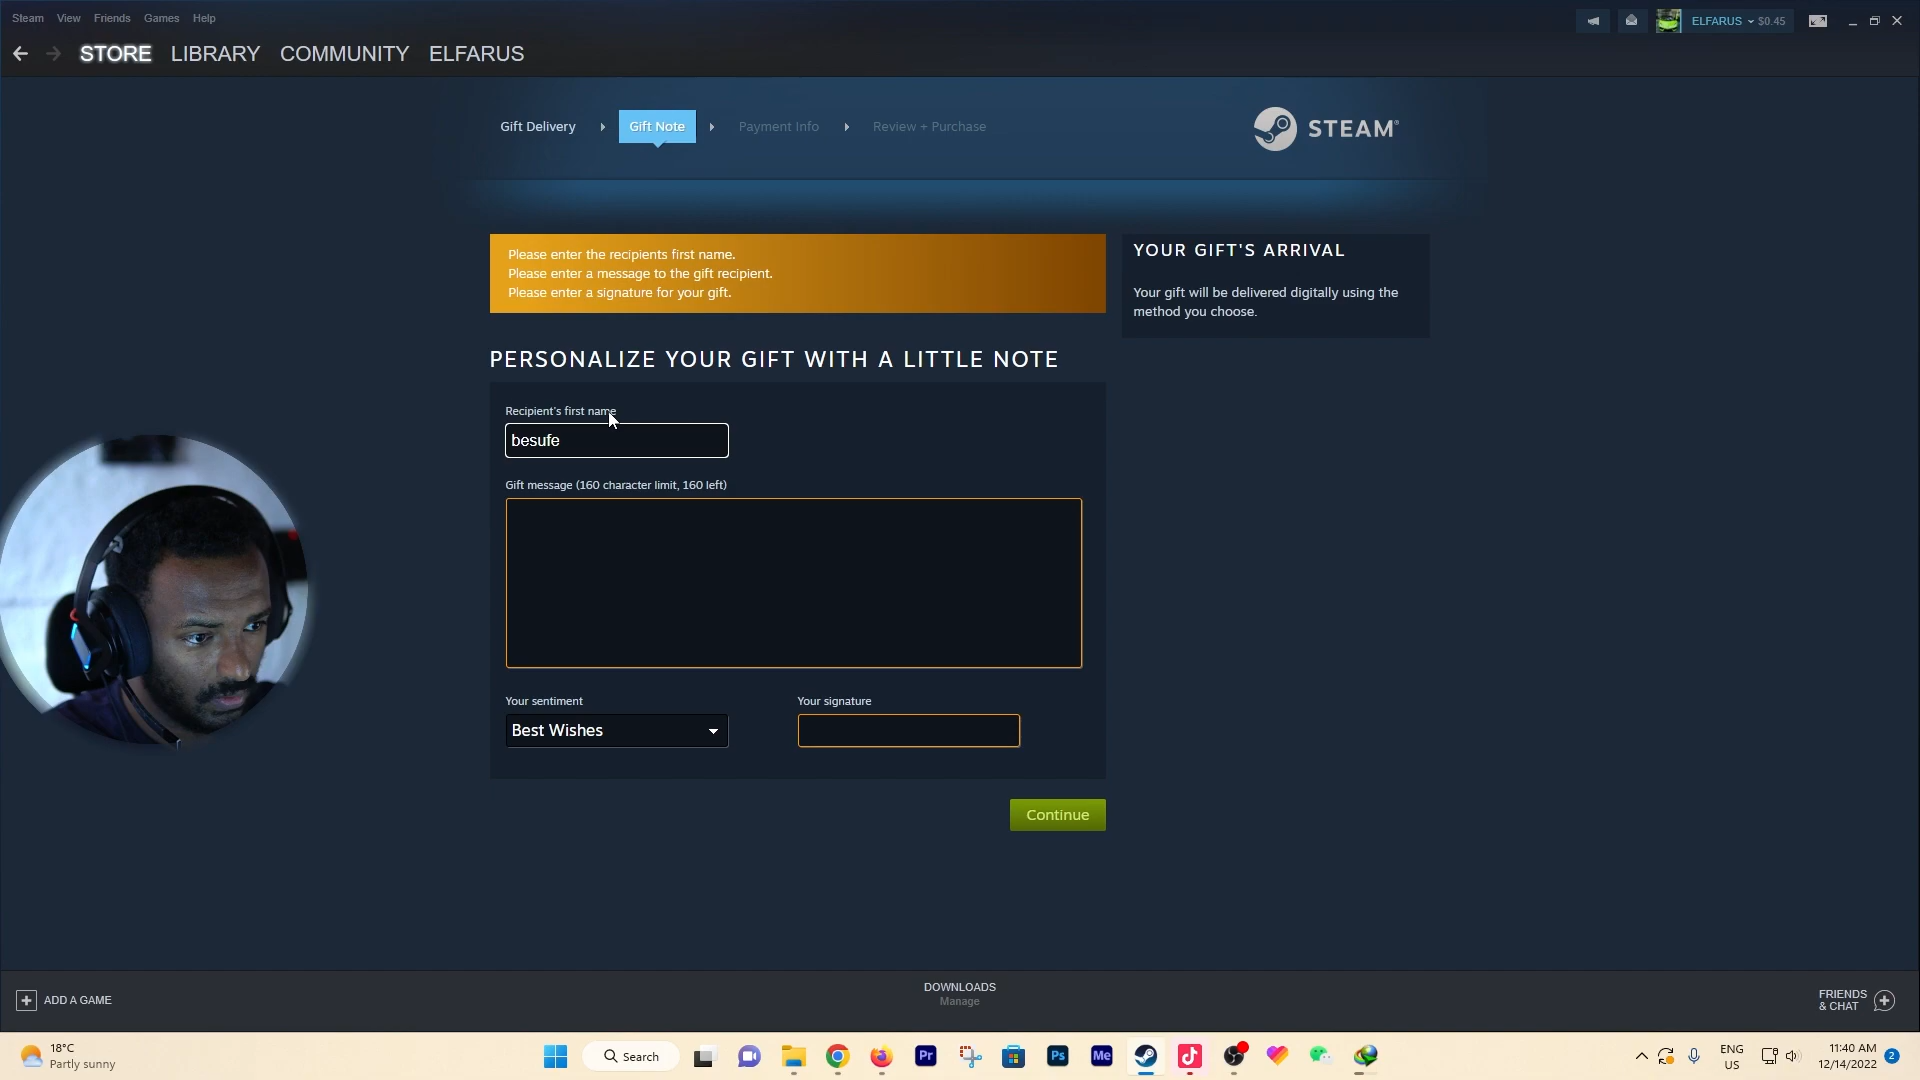 Steam View Friends Games Help
ELFARUS $0.45
STORE LIBRARY COMMUNITY ELFARUS
Gift Delivery Gift Note Payment Info Review + Purchase
STEAM®
Please enter the recipients first name.
Please enter a message to the gift recipient.
Please enter a signature for your gift.
YOUR GIFT'S ARRIVAL
Your gift will be delivered digitally using the
method you choose.
PERSONALIZE YOUR GIFT WITH A LITTLE NOTE
Recipient's first name
besufe
Gift message (160 character limit, 160 left)
Your sentiment
Best Wishes
Your signature
Continue
ADD A GAME
DOWNLOADS
Manage
FRIENDS
& CHAT
18°C
Partly sunny
Search
Pr
Ps
Me
ENG
US
11:40 AM
12/14/2022
2